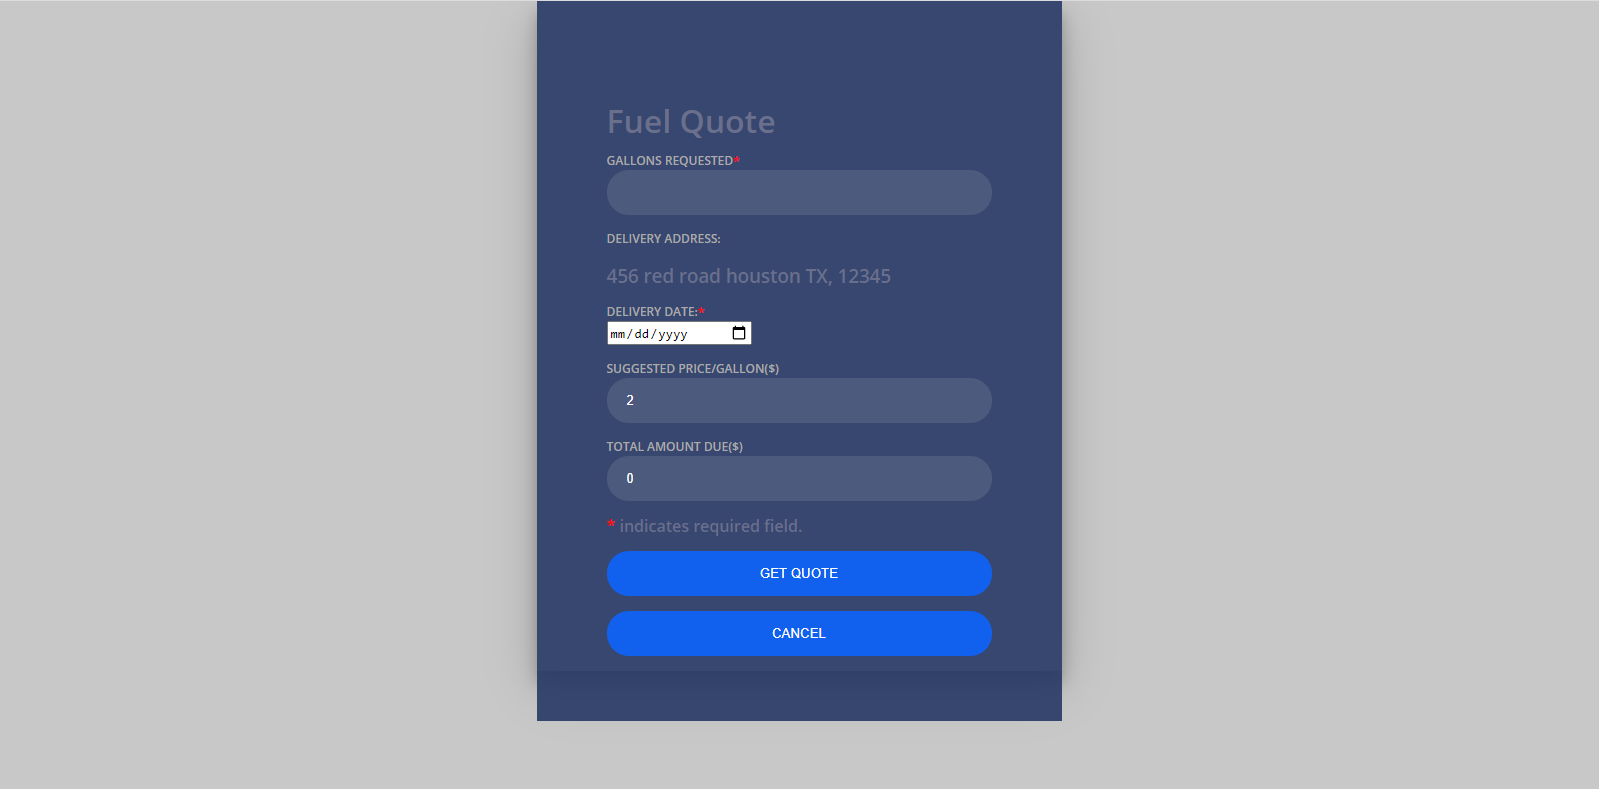 Fuel Quote
GALLONS REQUESTED*
DELIVERY ADDRESS:
456 red road houston TX, 12345
DELIVERY DATE:*
mm/dd/yyyy
SUGGESTED PRICE/GALLON($)
2
TOTAL AMOUNT DUE($)
0
* indicates required field.
GET QUOTE
CANCEL